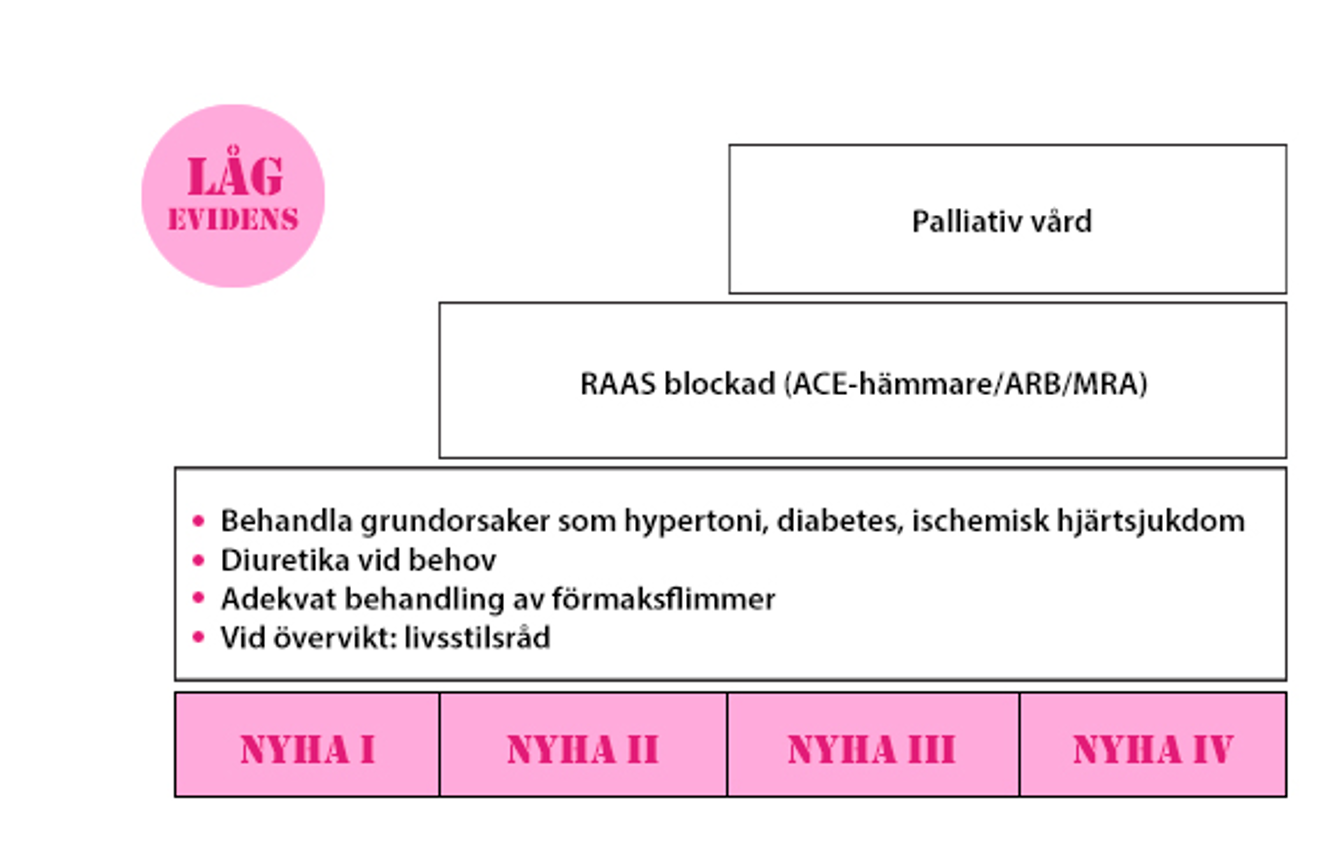 LÅG
EVIDENS
Palliativ vård
RAAS blockad (ACE-hämmare/ARB/MRA)
• Behandla grundorsaker som hypertoni, diabetes, ischemisk hjärtsjukdom
• Diuretika vid behov
• Adekvat behandling av förmaksflimmer
• Vid övervikt: livsstilsråd
NYHA I
NYHA II
NYHA III
NYHA IV